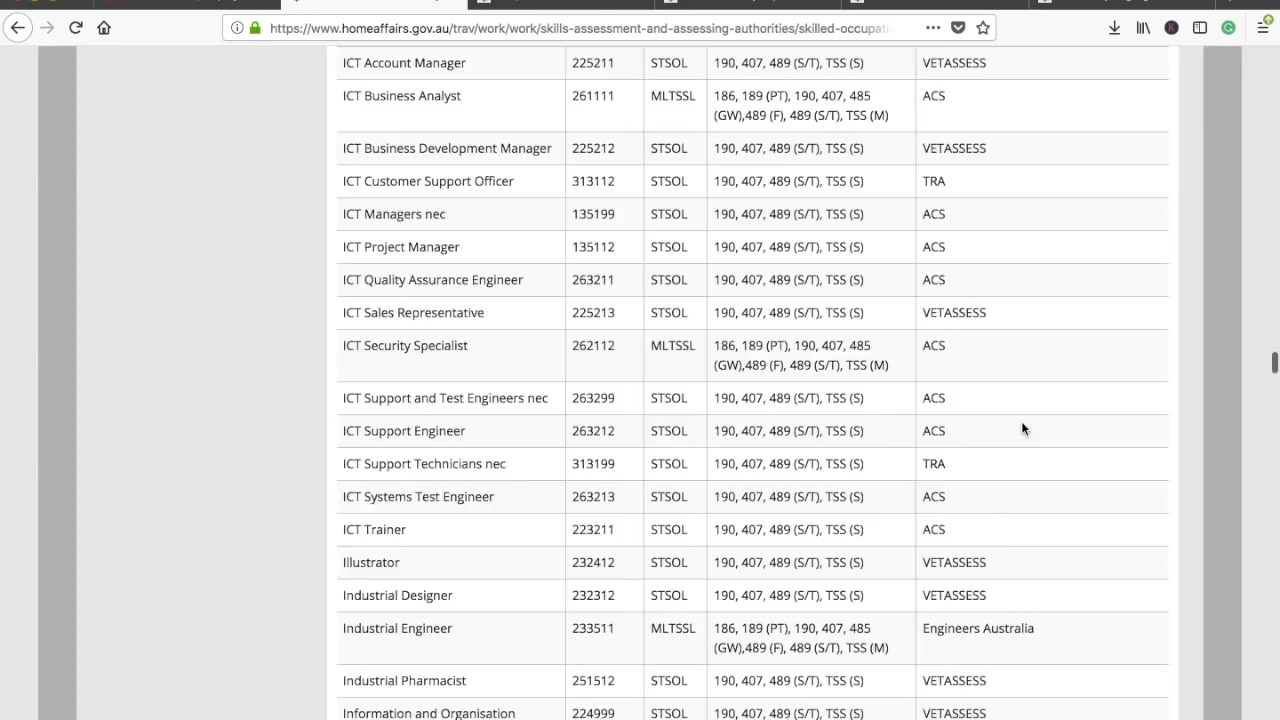 https://www.homeaffairs.gov.au/trav/work/work/skills-assessment-and-assessing-authorities/skilled-occupati
ICT Account Manager 225211 STSOL 190, 407, 489 (S/T), TSS (S) VETASSESS
ICT Business Analyst 261111 MLTSSL 186, 189 (PT), 190, 407, 485 ACS
(GW),489 (F), 489 (S/T), TSS (M)
ICT Business Development Manager 225212 STSOL 190, 407, 489 (S/T), TSS (S) VETASSESS
ICT Customer Support Officer 313112 STSOL 190, 407, 489 (S/T), TSS (S) TRA
ICT Managers nec 135199 STSOL 190, 407, 489 (S/T), TSS (S) ACS
ICT Project Manager 135112 STSOL 190, 407, 489 (S/T), TSS (S) ACS
ICT Quality Assurance Engineer 263211 STSOL 190, 407, 489 (S/T), TSS (S) ACS
ICT Sales Representative 225213 STSOL 190, 407, 489 (S/T), TSS (S) VETASSESS
ICT Security Specialist 262112 MLTSSL 186, 189 (PT), 190, 407, 485 ACS
(GW),489 (F), 489 (S/T), TSS (M)
ICT Support and Test Engineers nec 263299 STSOL 190, 407, 489 (S/T), TSS (S) ACS
ICT Support Engineer 263212 STSOL 190, 407, 489 (S/T), TSS (S) ACS
ICT Support Technicians nec 313199 STSOL 190, 407, 489 (S/T), TSS (S) TRA
ICT Systems Test Engineer 263213 STSOL 190, 407, 489 (S/T), TSS (S) ACS
ICT Trainer 223211 STSOL 190, 407, 489 (S/T), TSS (S) ACS
Illustrator 232412 STSOL 190, 407, 489 (S/T), TSS (S) VETASSESS
Industrial Designer 232312 STSOL 190, 407, 489 (S/T), TSS (S) VETASSESS
Industrial Engineer 233511 MLTSSL 186, 189 (PT), 190, 407, 485 Engineers Australia
(GW),489 (F), 489 (S/T), TSS (M)
Industrial Pharmacist 251512 STSOL 190, 407, 489 (S/T), TSS (S) VETASSESS
Information and Organisation 224999 STSOL 190, 407, 489 (S/T), TSS (S) VETASSESS